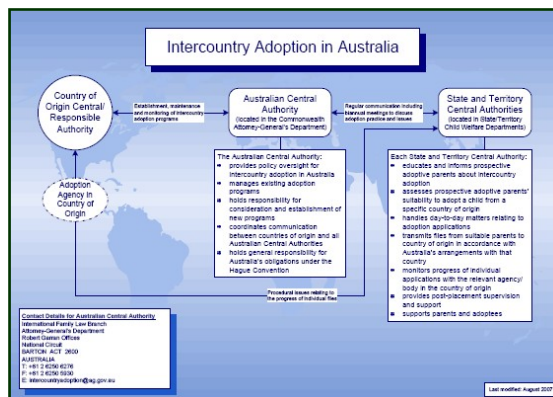 Intercountry Adoption in Australia
Country of
Origin Central/
Responsible
Authority
Establishment, maintenance
and monitoring of intercountry
adoption programs
Australian Central
Authority
(located in the Commonwealth
Attorney-General's Department)
Regular communication including
biannual meetings to discuss
adoption practice and issues
State and Territory
Central Authorities
(located in State/Territory
Child Welfare Departments)
Adoption
Agency in
Country of
Origin
The Australian Central Authority:
• provides policy oversight for
intercountry adoption in Australia
• manages existing adoption
programs
• holds responsibility for
consideration and establishment of
new programs
• coordinates communication
between countries of origin and all
Australian Central Authorities
• holds general responsibility for
Australia's obligations under the
Hague Convention
Each State and Territory Central Authority:
• educates and informs prospective
adoptive parents about intercountry
adoption
• assesses prospective adoptive parents'
suitability to adopt a child from a
specific country of origin
• handles day-to-day matters relating to
adoption applications
• transmits files from suitable parents to
country of origin in accordance with
Australia's arrangements with that
country
• monitors progress of individual
applications with the relevant agency/
body in the country of origin
• provides post-placement supervision
and support
• supports parents and adoptees
Procedural issues relating to
the progress of individual files
Contact Details for Australian Central Authority
International Family Law Branch
Attorney-General's Department
Robert Garran Offices
National Circuit
BARTON ACT 2600
AUSTRALIA
T: +61 2 6250 6276
F: +61 2 6250 5930
E: intercountryadoption@ag.gov.au
Last modified: August 2007